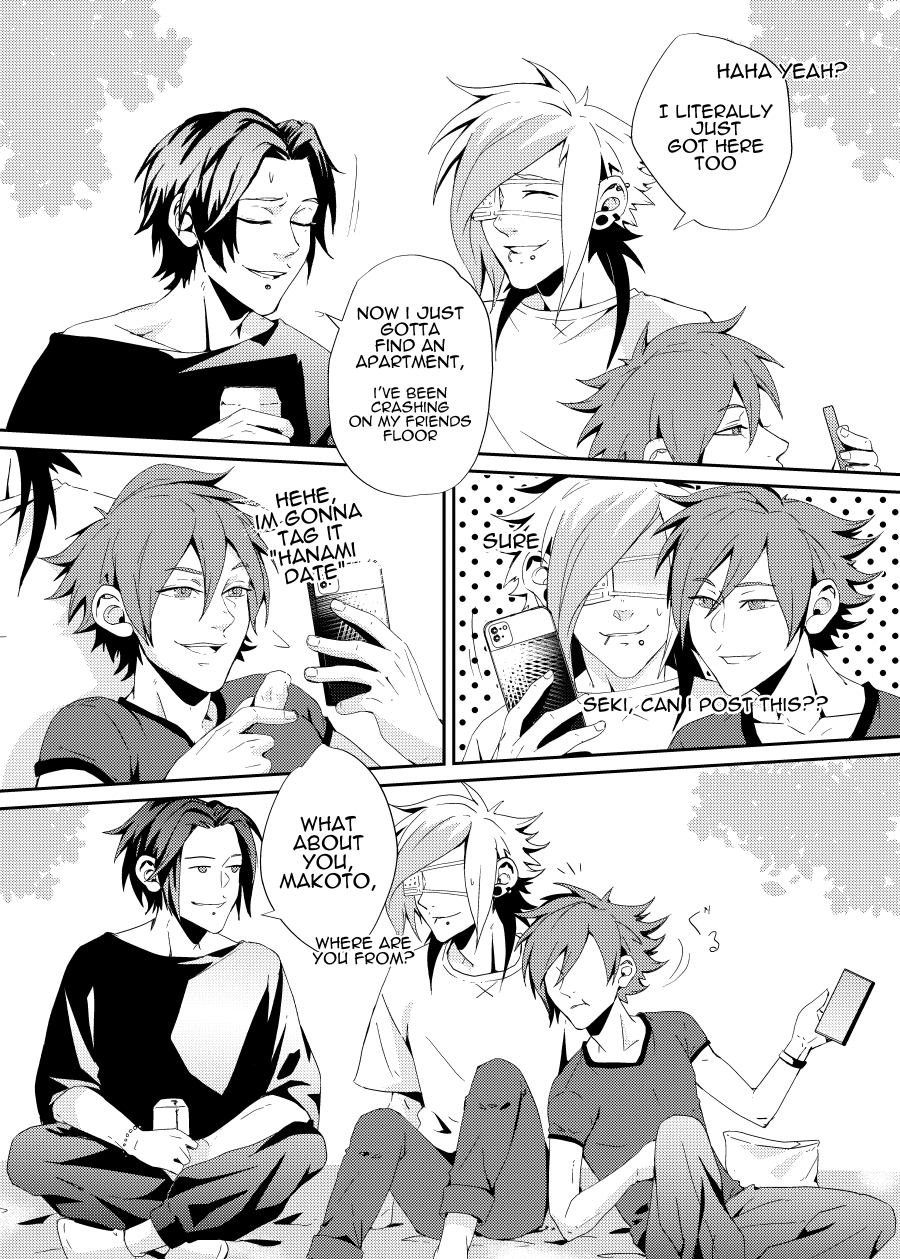 HAHA YEAH?
I LITERALLY
JUST
GOT HERE
TOO
NOW I JUST
GOTTA
FIND AN
APARTMENT,
I'VE BEEN
CRASHING
ON MY FRIENDS
FLOOR
HEHE,
IM GONNA
TAG IT
"HANAMI
DATE"
SURE
SEKI, CAN I POST THIS??
WHAT
ABOUT
YOU,
MAKOTO,
WHERE ARE
YOU FROM?
ぐる